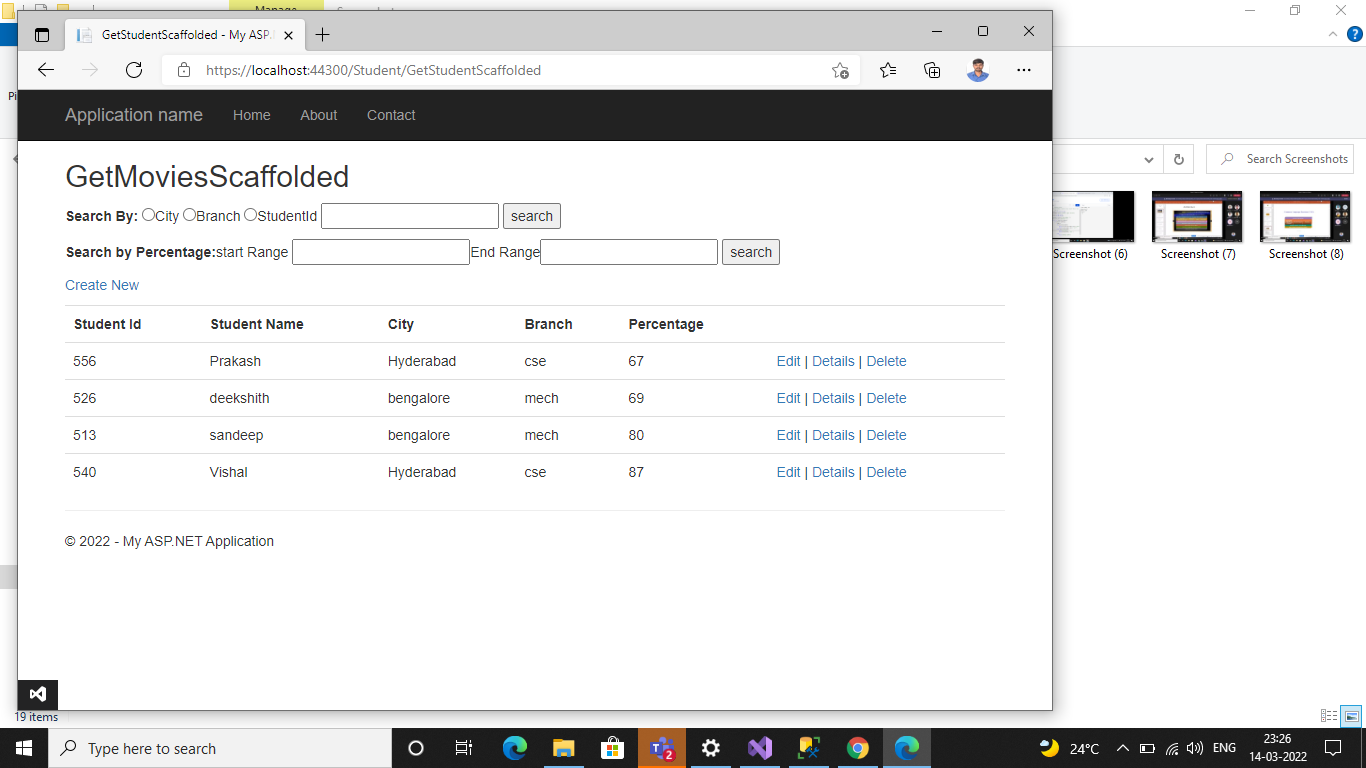 Manage
GetStudentScaffolded - My ASP.
https://localhost:44300/Student/GetStudentScaffolded
Application name Home About Contact
GetMoviesScaffolded
Search By: City Branch StudentId search
Search by Percentage:start Range End Range search
Create New
Student Id Student Name City Branch Percentage
556 Prakash Hyderabad cse 67 Edit | Details | Delete
526 deekshith bengalore mech 69 Edit | Details | Delete
513 sandeep bengalore mech 80 Edit | Details | Delete
540 Vishal Hyderabad cse 87 Edit | Details | Delete
© 2022 - My ASP.NET Application
Search Screenshots
Screenshot (6) Screenshot (7) Screenshot (8)
19 items
Type here to search
2
24°C ENG 23:26
14-03-2022